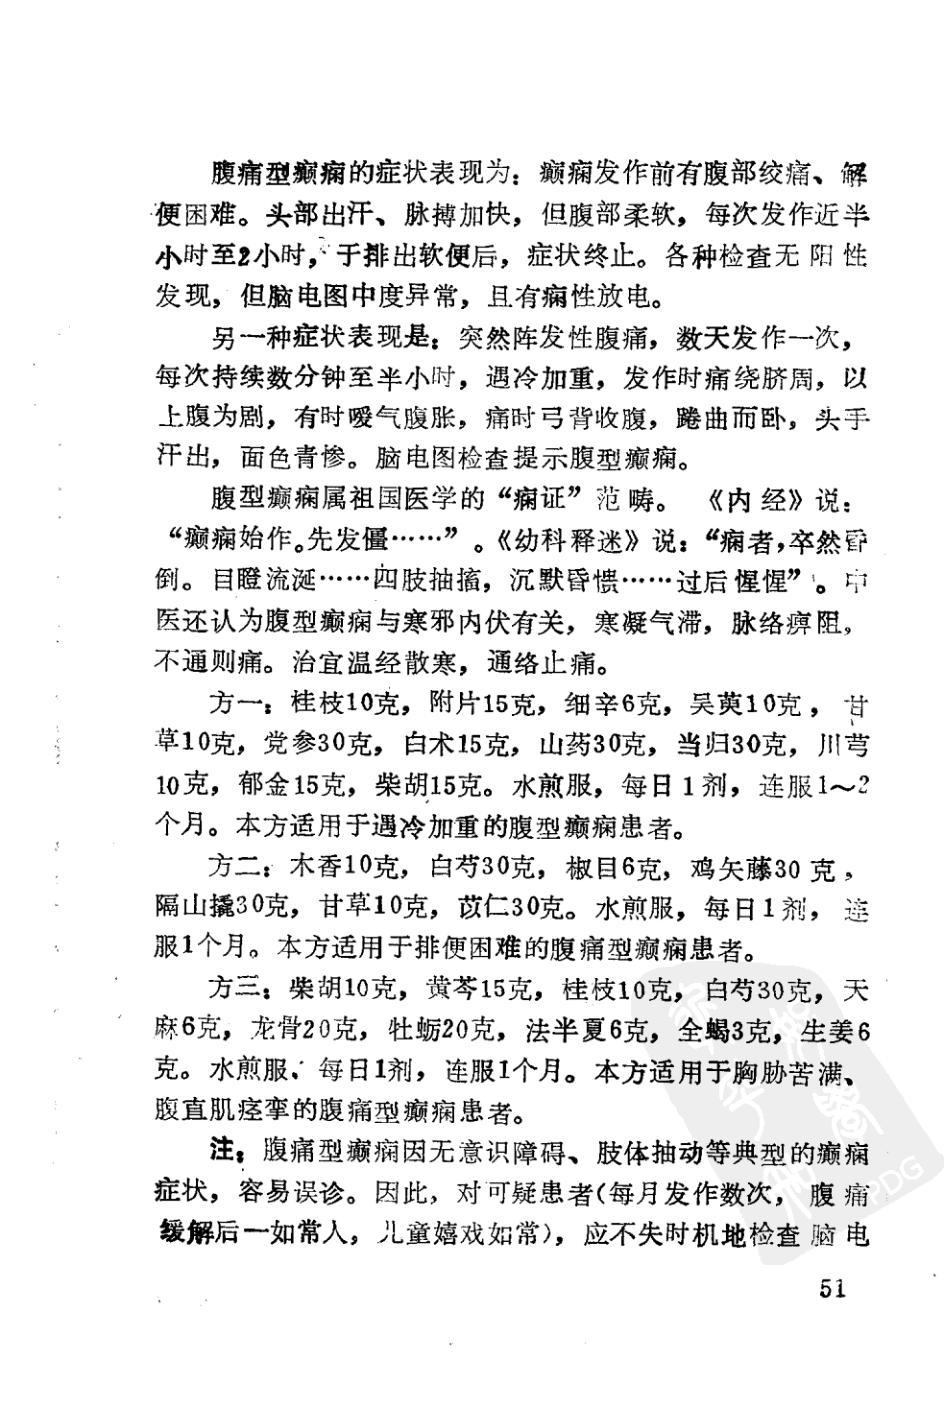 腹痛型癫痫的症状表现为：癫痫发作前有腹部绞痛、解
便困难。头部出汗、脉搏加快，但腹部柔软，每次发作近半
小时至2小时，于排出软便后，症状终止。各种检查无阳性
发现，但脑电图中度异常，且有痫性放电。
另一种症状表现是：突然阵发性腹痛，数天发作一次，
每次持续数分钟至半小时，遇冷加重，发作时痛绕脐周，以
上腹为剧，有时嗳气腹胀，痛时弓背收腹，踡曲而卧，头手
汗出，面色青惨。脑电图检查提示腹型癫痫。
腹型癫痫属祖国医学的“痫证”范畴。《内经》说：
“癫痫始作。先发僵……”。《幼科释迷》说：“痫者，卒然昏
倒。目瞪流涎……四肢抽搐，沉默昏愦……过后惺惺”。中
医还认为腹型癫痫与寒邪内伏有关，寒凝气滞，脉络痹阻，
不通则痛。治宜温经散寒，通络止痛。
方一：桂枝10克，附片15克，细辛6克，吴萸10克，甘
草10克，党参30克，白术15克，山药30克，当归30克，川芎
10克，郁金15克，柴胡15克。水煎服，每日1剂，连服1～2
个月。本方适用于遇冷加重的腹型癫痫患者。
方二：木香10克，白芍30克，椒目6克，鸡矢藤30克，
隔山撬30克，甘草10克，苡仁30克。水煎服，每日1剂，连
服1个月。本方适用于排便困难的腹痛型癫痫患者。
方三：柴胡10克，黄芩15克，桂枝10克，白芍30克，天
麻6克，龙骨20克，牡蛎20克，法半夏6克，全蝎3克，生姜6
克。水煎服，每日1剂，连服1个月。本方适用于胸胁苦满、
腹直肌痉挛的腹痛型癫痫患者。
注：腹痛型癫痫因无意识障碍、肢体抽动等典型的癫痫
症状，容易误诊。因此，对可疑患者(每月发作数次，腹痛
缓解后一如常人，儿童嬉戏如常)，应不失时机地检查脑电
PDG
51